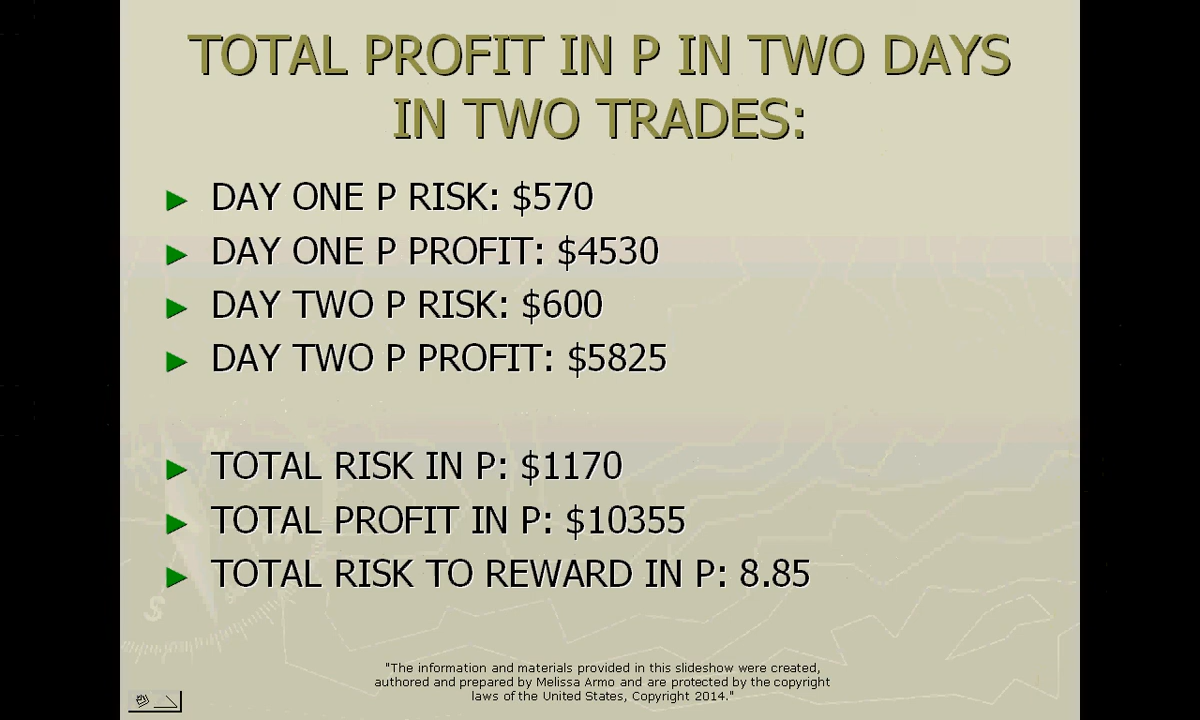 TOTAL PROFIT IN P IN TWO DAYS
IN TWO TRADES:
► DAY ONE P RISK: $570
► DAY ONE P PROFIT: $4530
► DAY TWO P RISK: $600
► DAY TWO P PROFIT: $5825
► TOTAL RISK IN P: $1170
► TOTAL PROFIT IN P: $10355
► TOTAL RISK TO REWARD IN P: 8.85
N
S
"The information and materials provided in this slideshow were created,
authored and prepared by Melissa Armo and are protected by the copyright
laws of the United States, Copyright 2014."